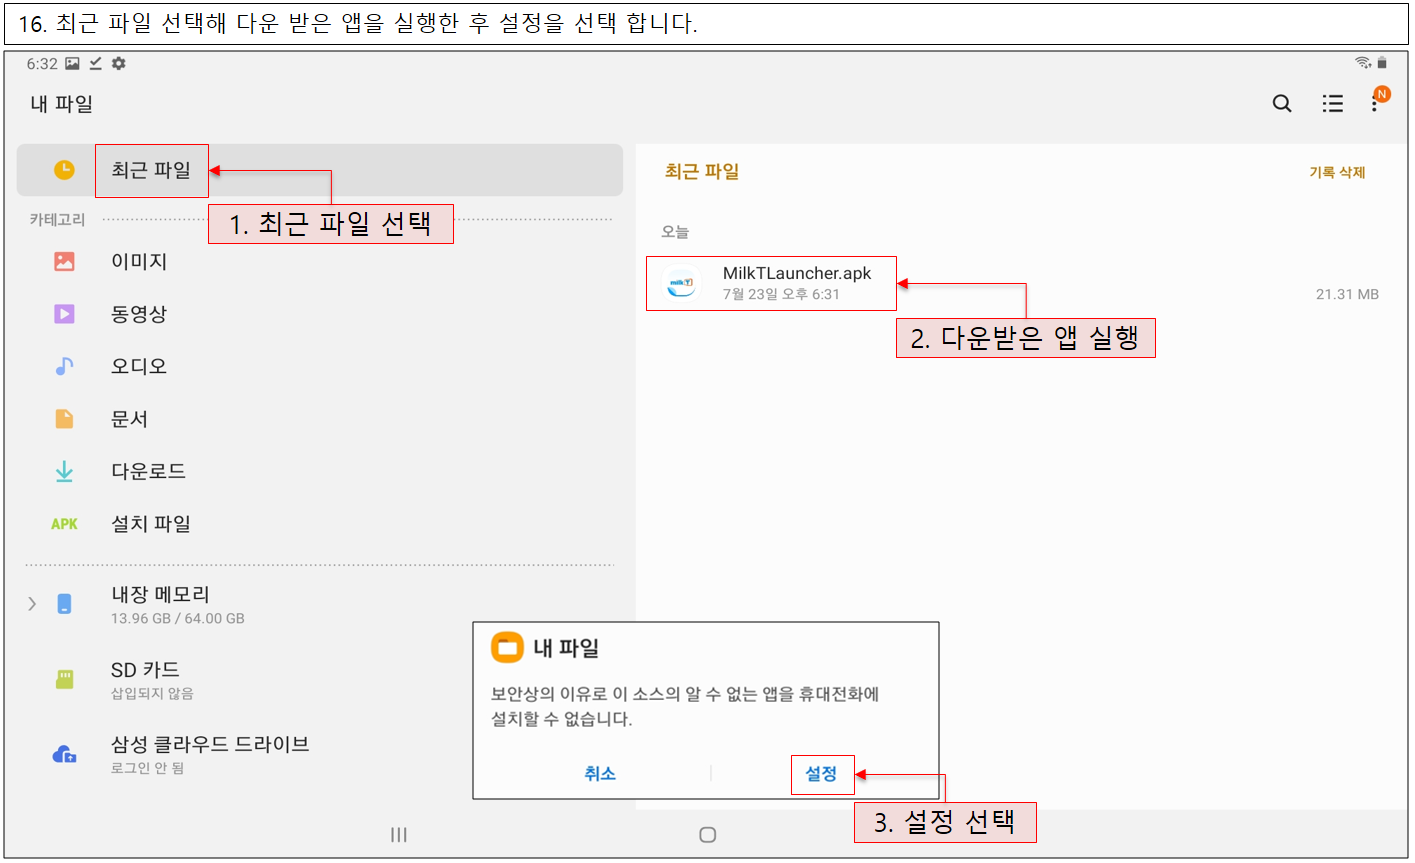 16. 최근 파일 선택해 다운 받은 앱을 실행한 후 설정을 선택 합니다.
6:32
내 파일
N
최근 파일
1. 최근 파일 선택
카테고리
이미지
동영상
오디오
문서
다운로드
APK 설치 파일
내장 메모리
13.96 GB / 64.00 GB
SD 카드
삽입되지 않음
삼성 클라우드 드라이브
로그인 안 됨
최근 파일
기록 삭제
오늘
milkT
MilkTLauncher.apk
7월 23일 오후 6:31
21.31 MB
2. 다운받은 앱 실행
내 파일
보안상의 이유로 이 소스의 알 수 없는 앱을 휴대전화에
설치할 수 없습니다.
취소
설정
3. 설정 선택